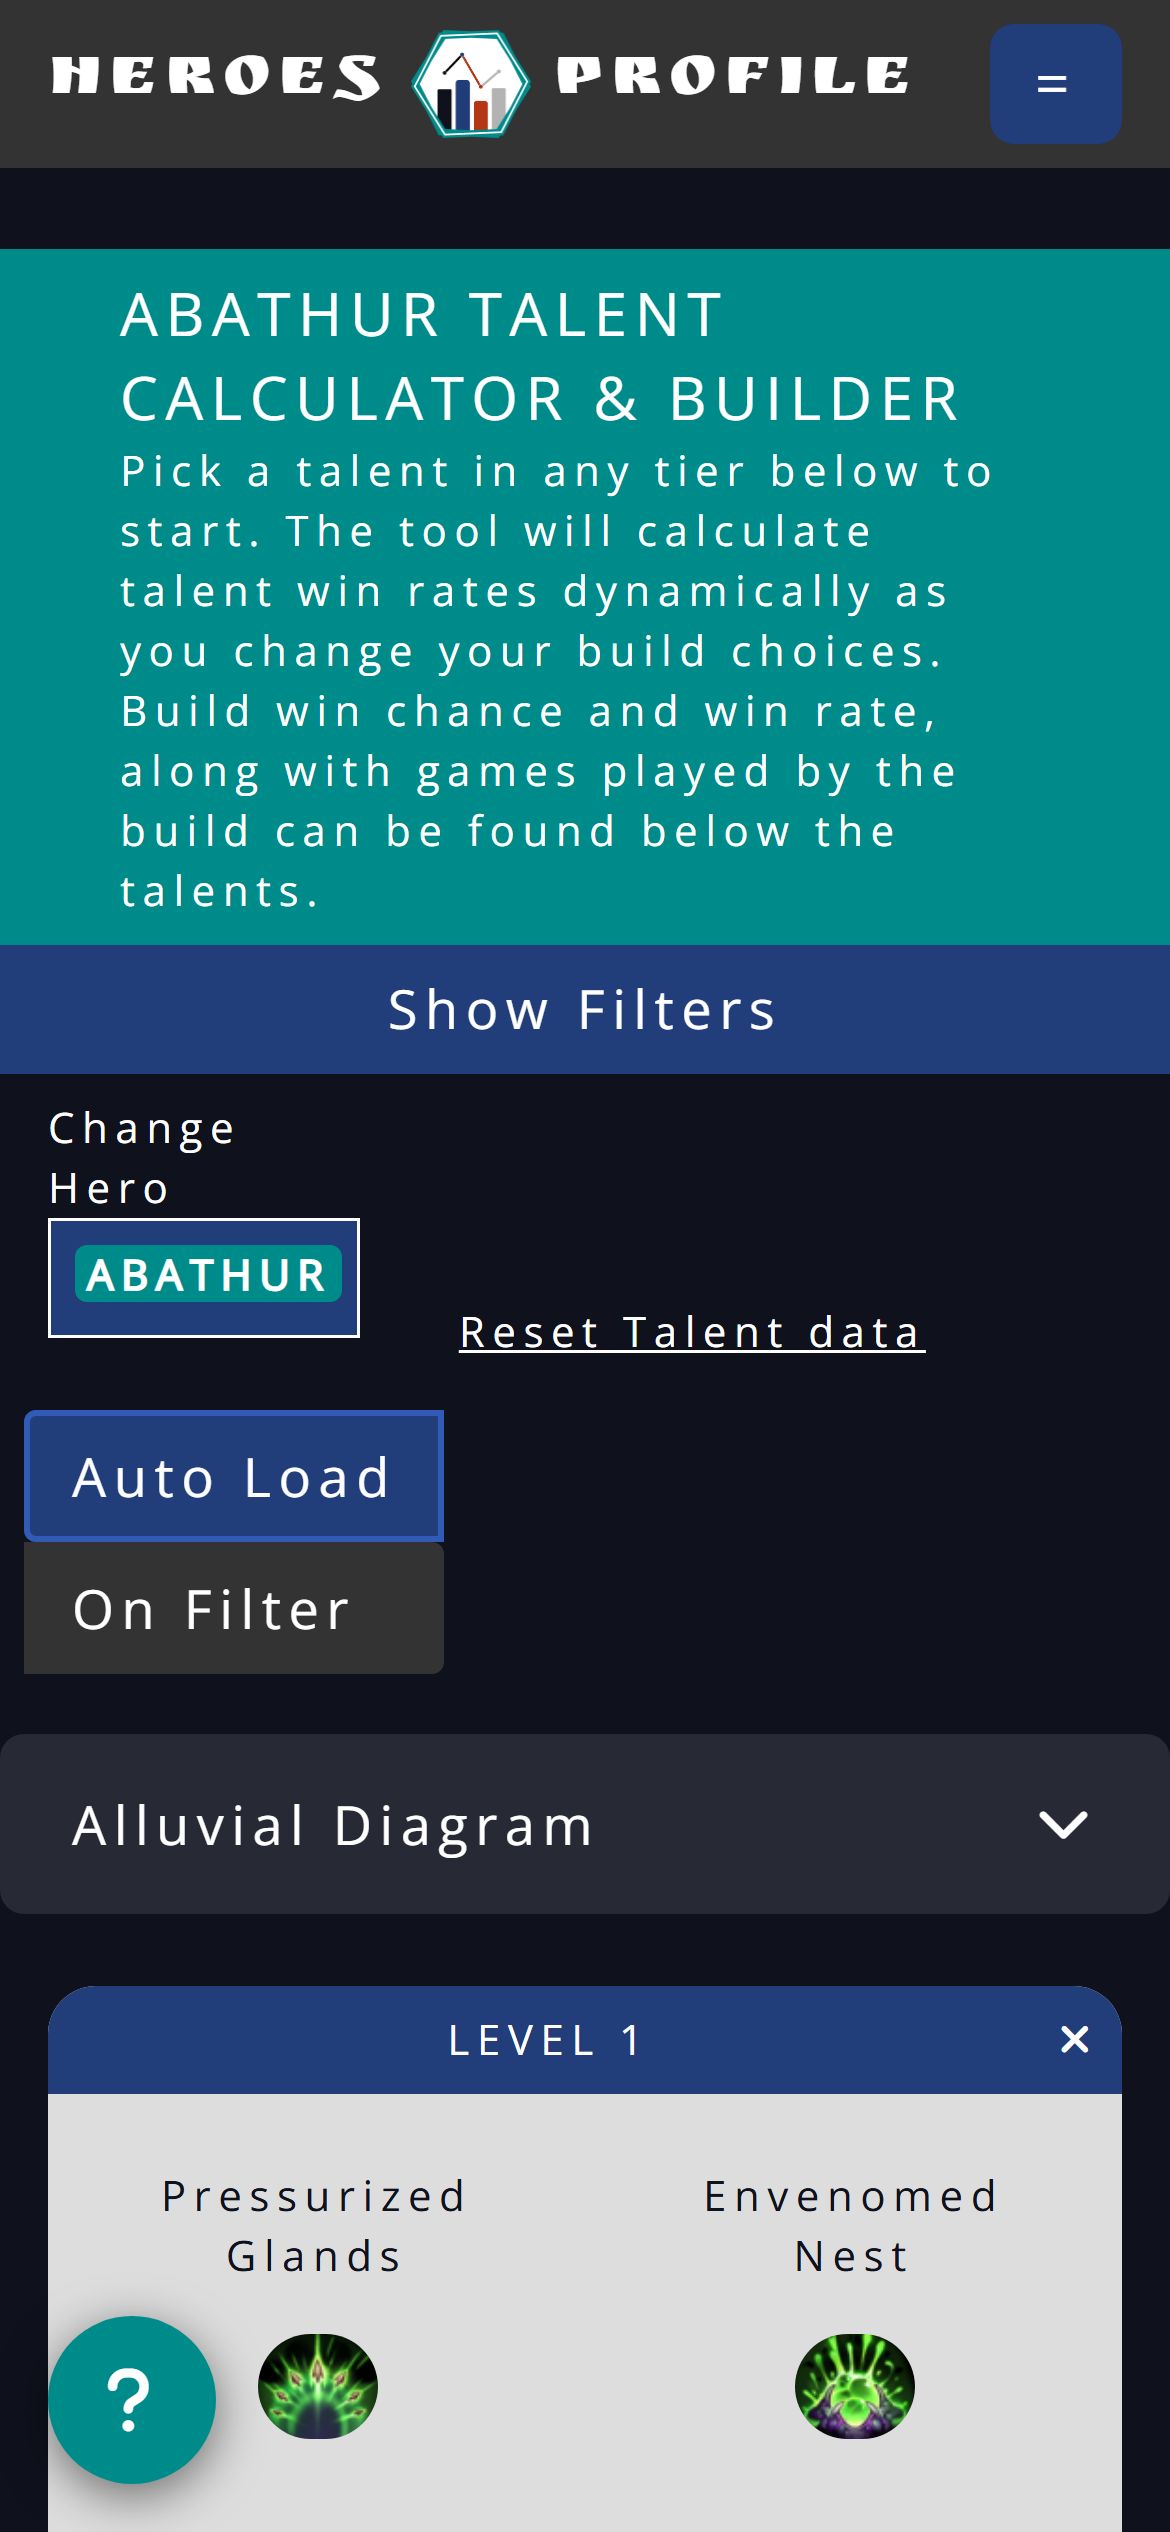 HEROES PROFILE
=
ABATHUR TALENT
CALCULATOR & BUILDER
Pick a talent in any tier below to
start. The tool will calculate
talent win rates dynamically as
you change your build choices.
Build win chance and win rate,
along with games played by the
build can be found below the
talents.
Show Filters
Change
Hero
ABATHUR
Reset Talent data
Auto Load
On Filter
Alluvial Diagram
LEVEL 1
Pressurized
Glands
Envenomed
Nest
?